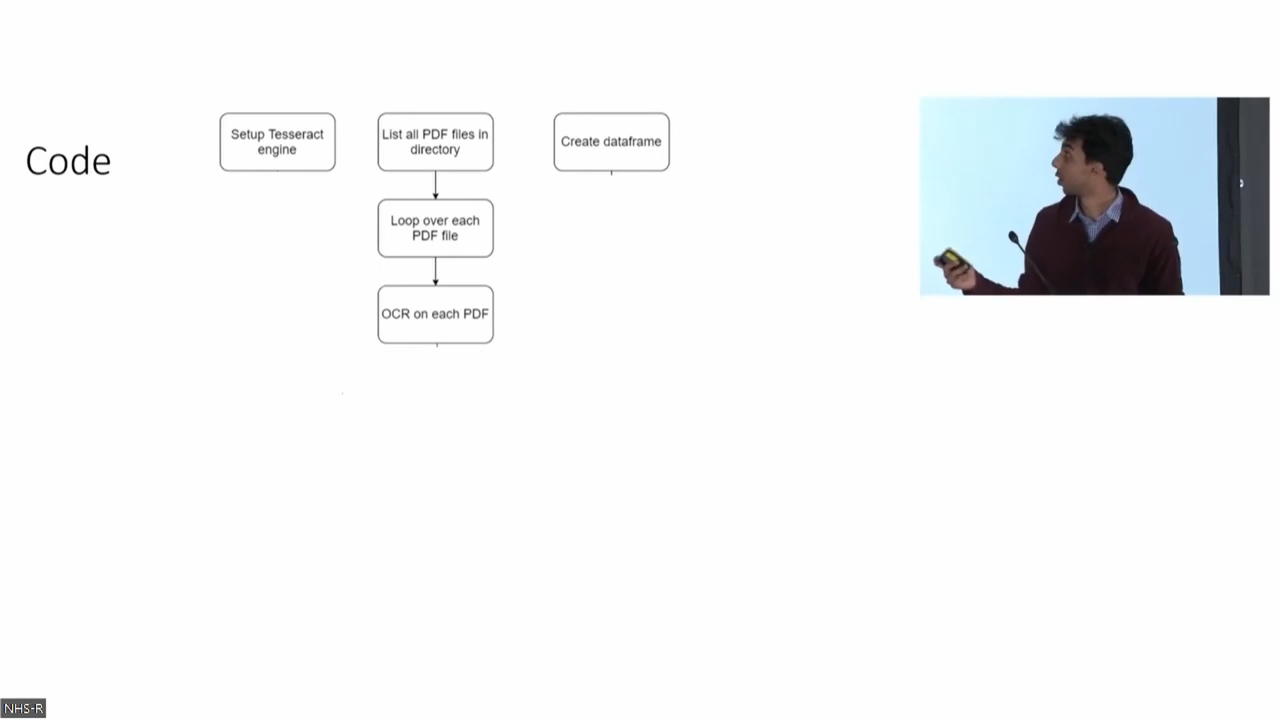 Code
Setup Tesseract
engine
List all PDF files in
directory
Create dataframe
Loop over each
PDF file
OCR on each PDF
NHS-R